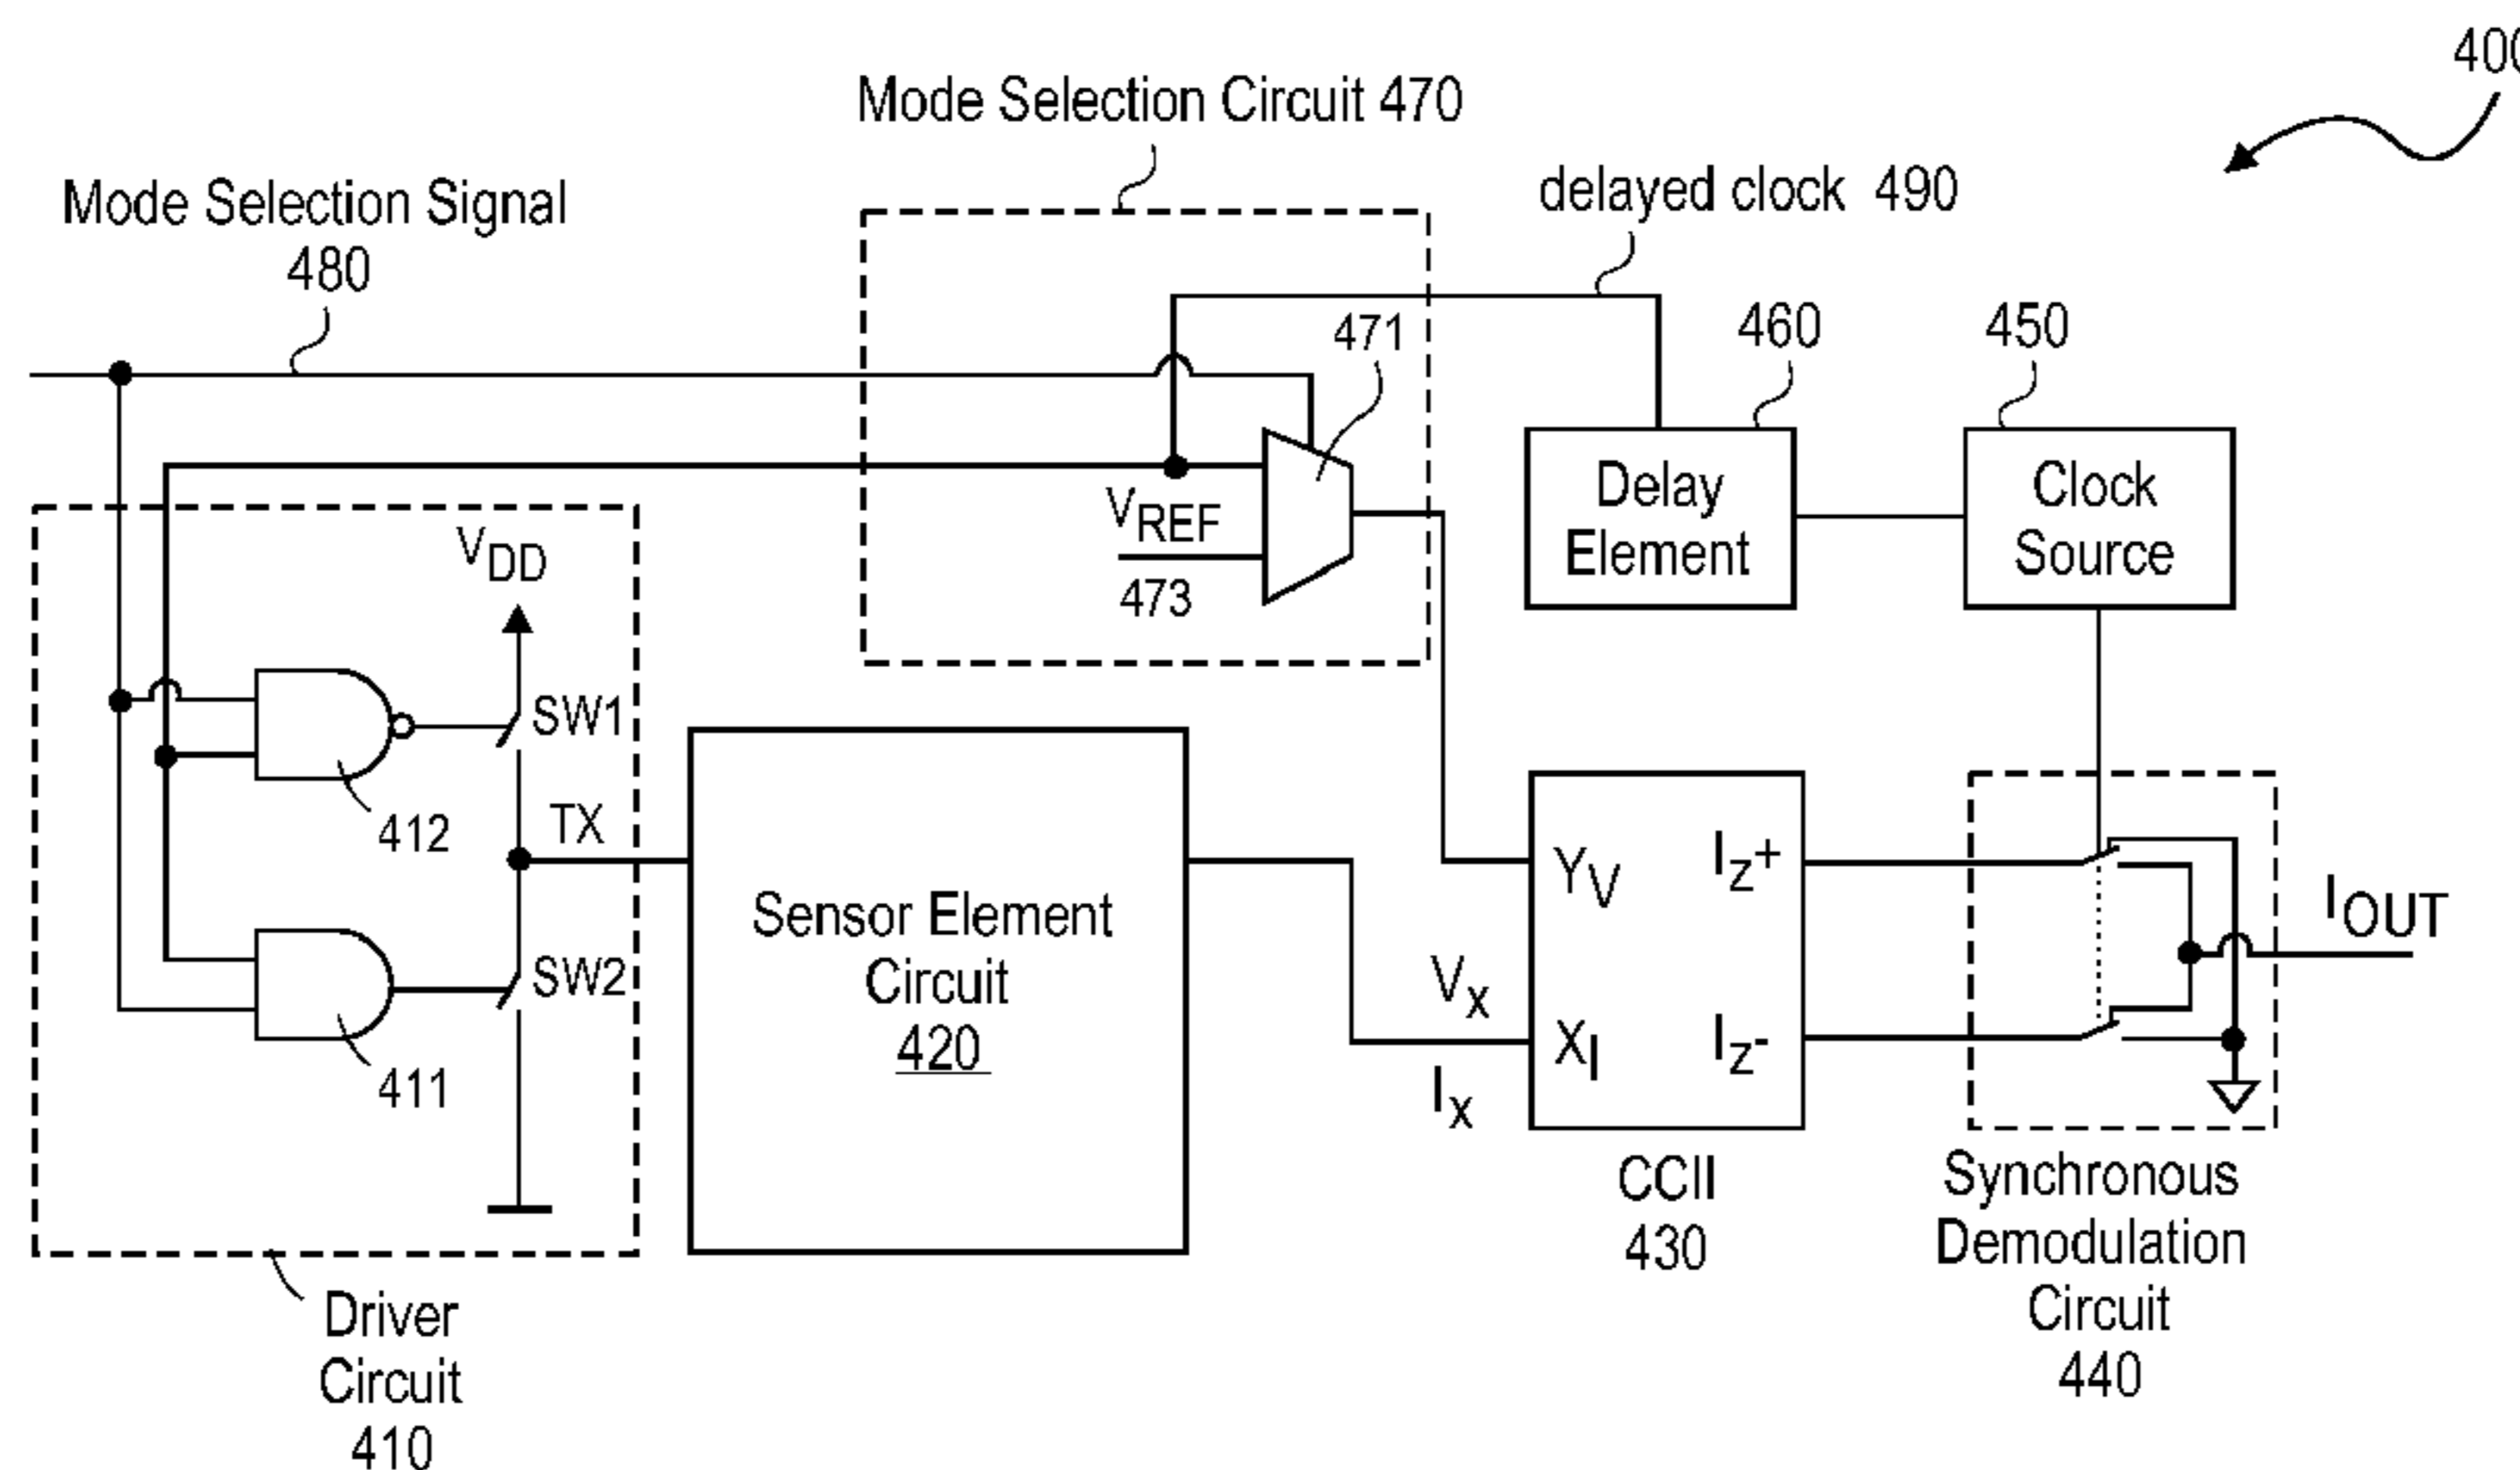 400
Mode Selection Circuit 470
delayed clock 490
Mode Selection Signal
480
471
460
450
VREF
473
Delay
Element
Clock
Source
VDD
SW1
412
TX
SW2
411
Sensor Element
Circuit
420
YV
IZ+
VX
XI
IZ-
IX
IOUT
CCII
430
Synchronous
Demodulation
Circuit
440
Driver
Circuit
410